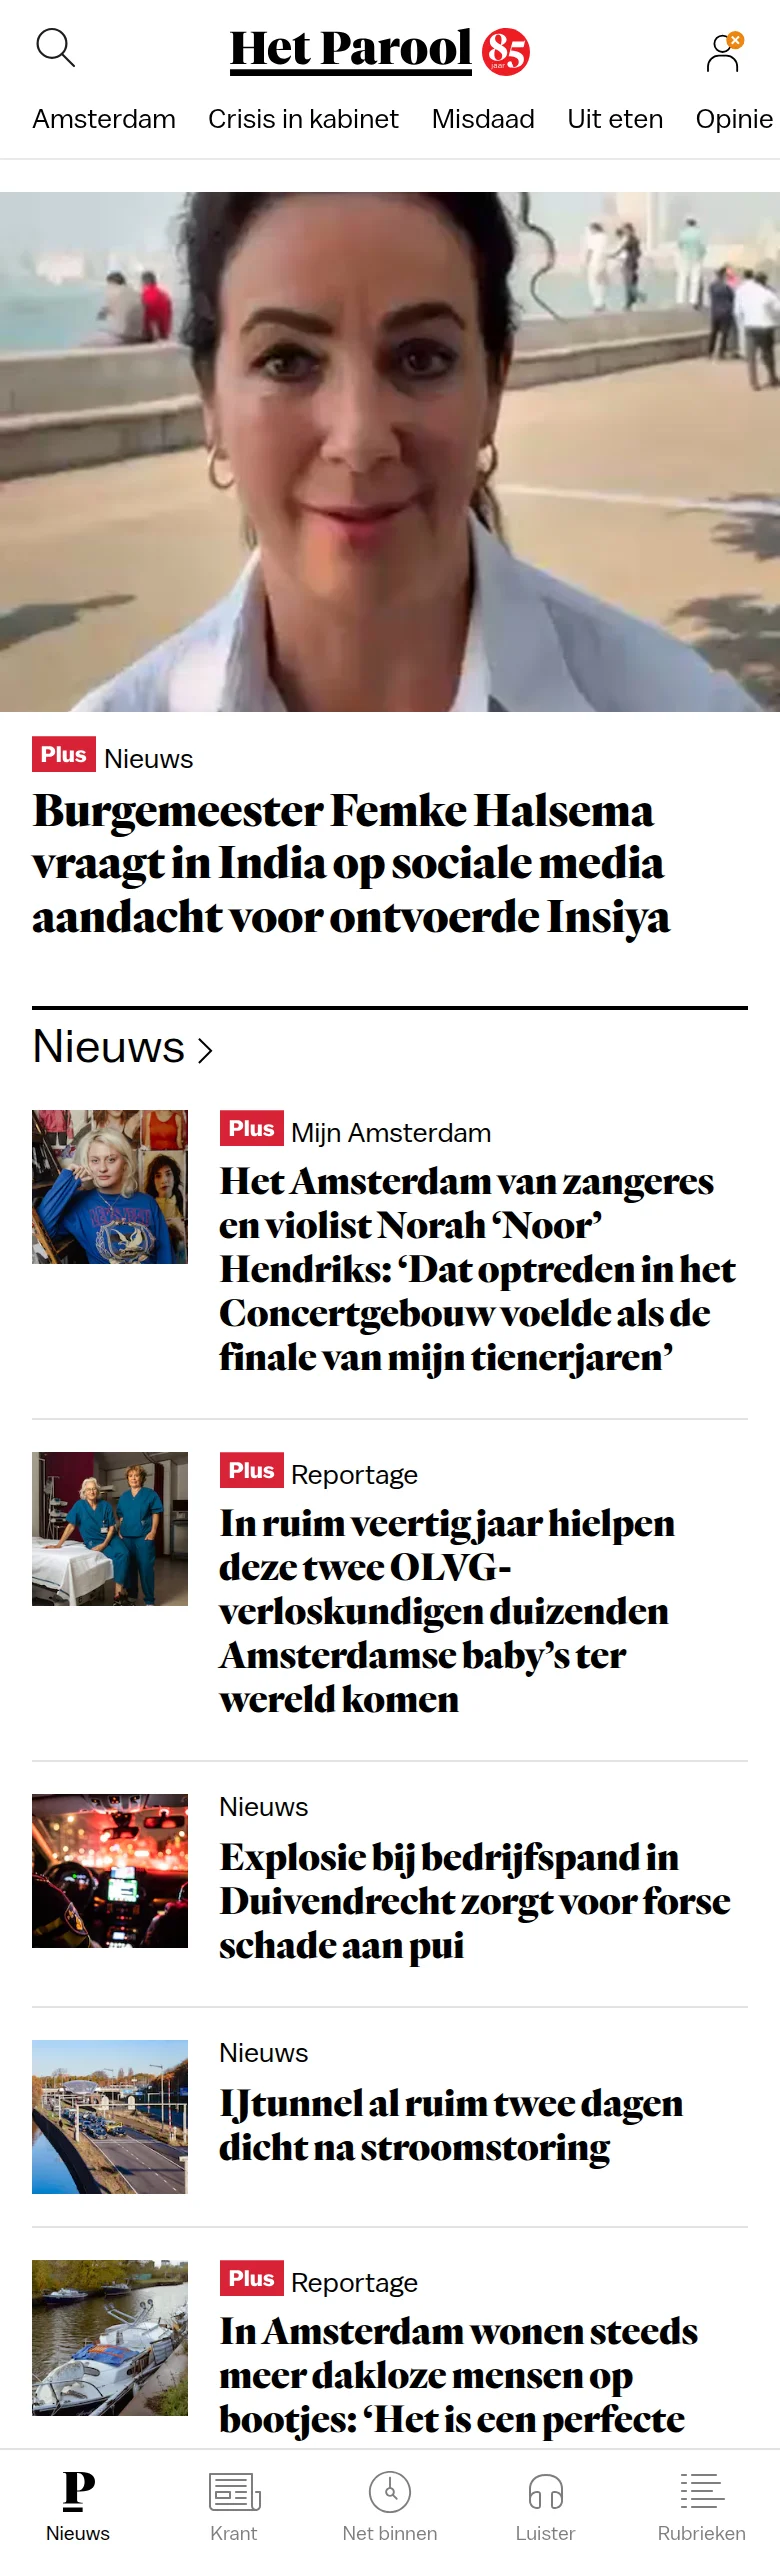 Het Parool
85
jaar
Amsterdam Crisis in kabinet Misdaad Uit eten Opinie
Plus Nieuws
Burgemeester Femke Halsema
vraagt in India op sociale media
aandacht voor ontvoerde Insiya
Nieuws
Plus Mijn Amsterdam
Het Amsterdam van zangeres
en violist Norah ‘Noor’
Hendriks: ‘Dat optreden in het
Concertgebouw voelde als de
finale van mijn tienerjaren’
Plus Reportage
In ruim veertig jaar hielpen
deze twee OLVG-
verloskundigen duizenden
Amsterdamse baby’s ter
wereld komen
Nieuws
Explosie bij bedrijfspand in
Duivendrecht zorgt voor forse
schade aan pui
Nieuws
IJtunnel al ruim twee dagen
dicht na stroomstoring
Plus Reportage
In Amsterdam wonen steeds
meer dakloze mensen op
bootjes: ‘Het is een perfecte
P
Nieuws Krant Net binnen Luister Rubrieken